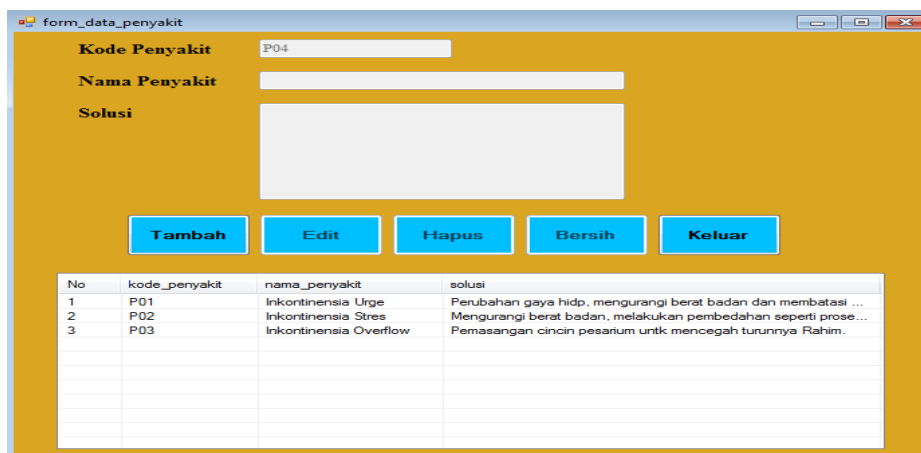 form_data_penyakit
Kode Penyakit P04
Nama Penyakit
Solusi
Tambah Edit Hapus Bersih Keluar
No kode_penyakit nama_penyakit solusi
1 P01 Inkontinensia Urge Perubahan gaya hidp, mengurangi berat badan dan membatasi ...
2 P02 Inkontinensia Stres Mengurangi berat badan, melakukan pembedahan seperti prose...
3 P03 Inkontinensia Overflow Pemasangan cincin pesarium untk mencegah turunnya Rahim.